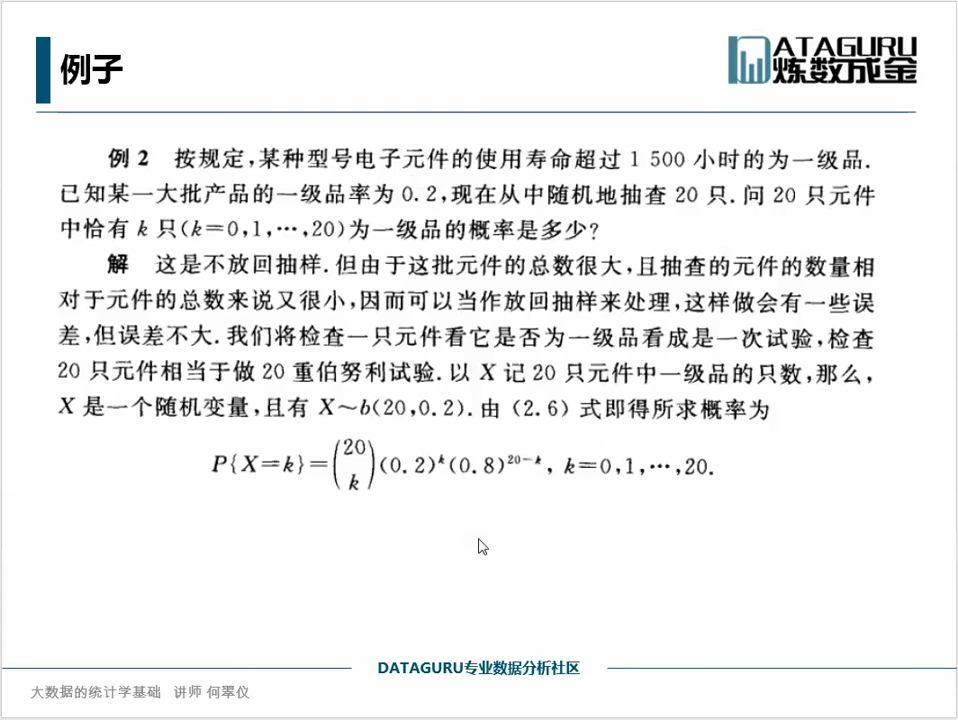 例子
ATAGURU
炼数成金
例 2 按规定,某种型号电子元件的使用寿命超过 1 500 小时的为一级品.
已知某一大批产品的一级品率为 0.2,现在从中随机地抽查 20 只.问 20 只元件
中恰有 k 只(k=0,1,…,20)为一级品的概率是多少?
解 这是不放回抽样.但由于这批元件的总数很大,且抽查的元件的数量相
对于元件的总数来说又很小,因而可以当作放回抽样来处理,这样做会有一些误
差,但误差不大.我们将检查一只元件看它是否为一级品看成是一次试验,检查
20 只元件相当于做 20 重伯努利试验.以 X 记 20 只元件中一级品的只数,那么,
X 是一个随机变量,且有 X~b(20,0.2).由 (2.6) 式即得所求概率为
P{X=k}=(20 k)(0.2)^k(0.8)^{20-k}, k=0,1,…,20.
DATAGURU专业数据分析社区
大数据的统计学基础 讲师 何翠仪